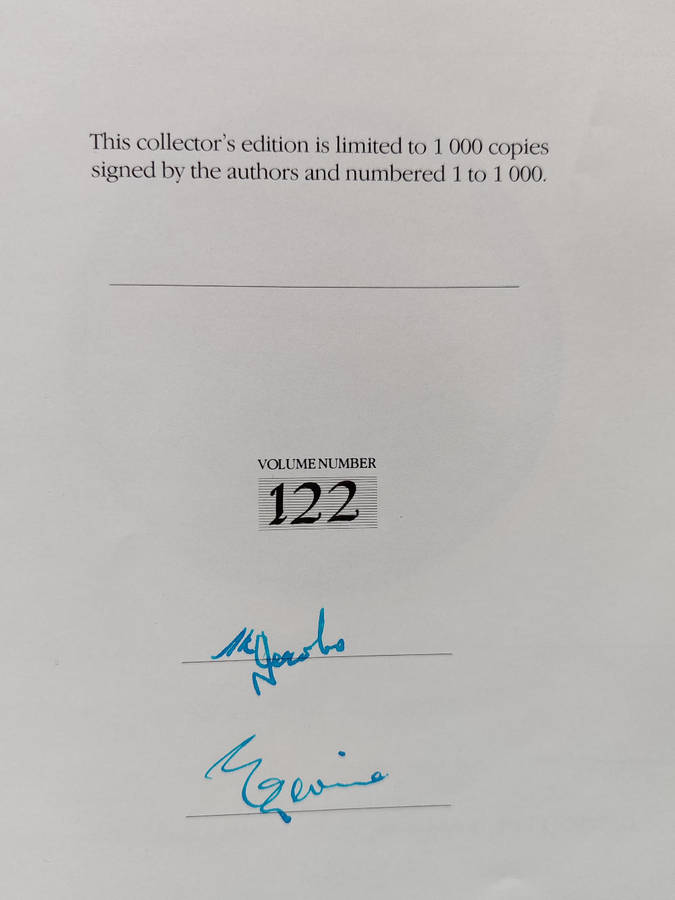 This collector's edition is limited to 1 000 copies
signed by the authors and numbered 1 to 1 000.
VOLUME NUMBER
122